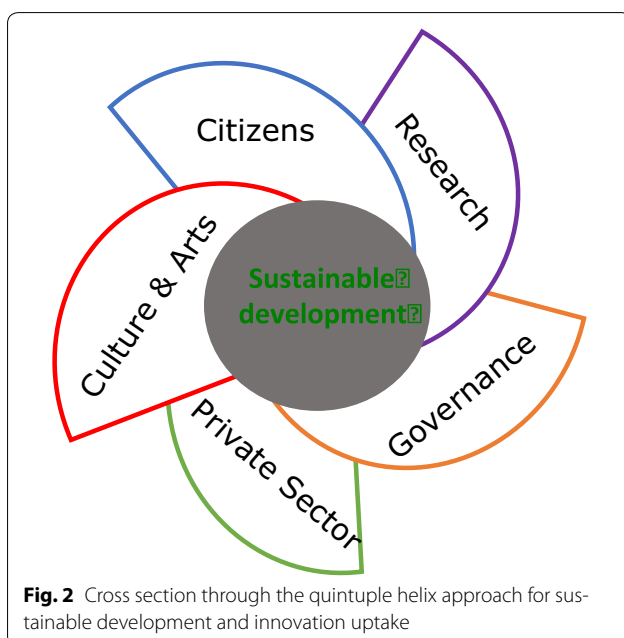 Citizens
Research
Culture & Arts
Sustainable
development
Governance
Private Sector
Fig. 2 Cross section through the quintuple helix approach for sus-
tainable development and innovation uptake